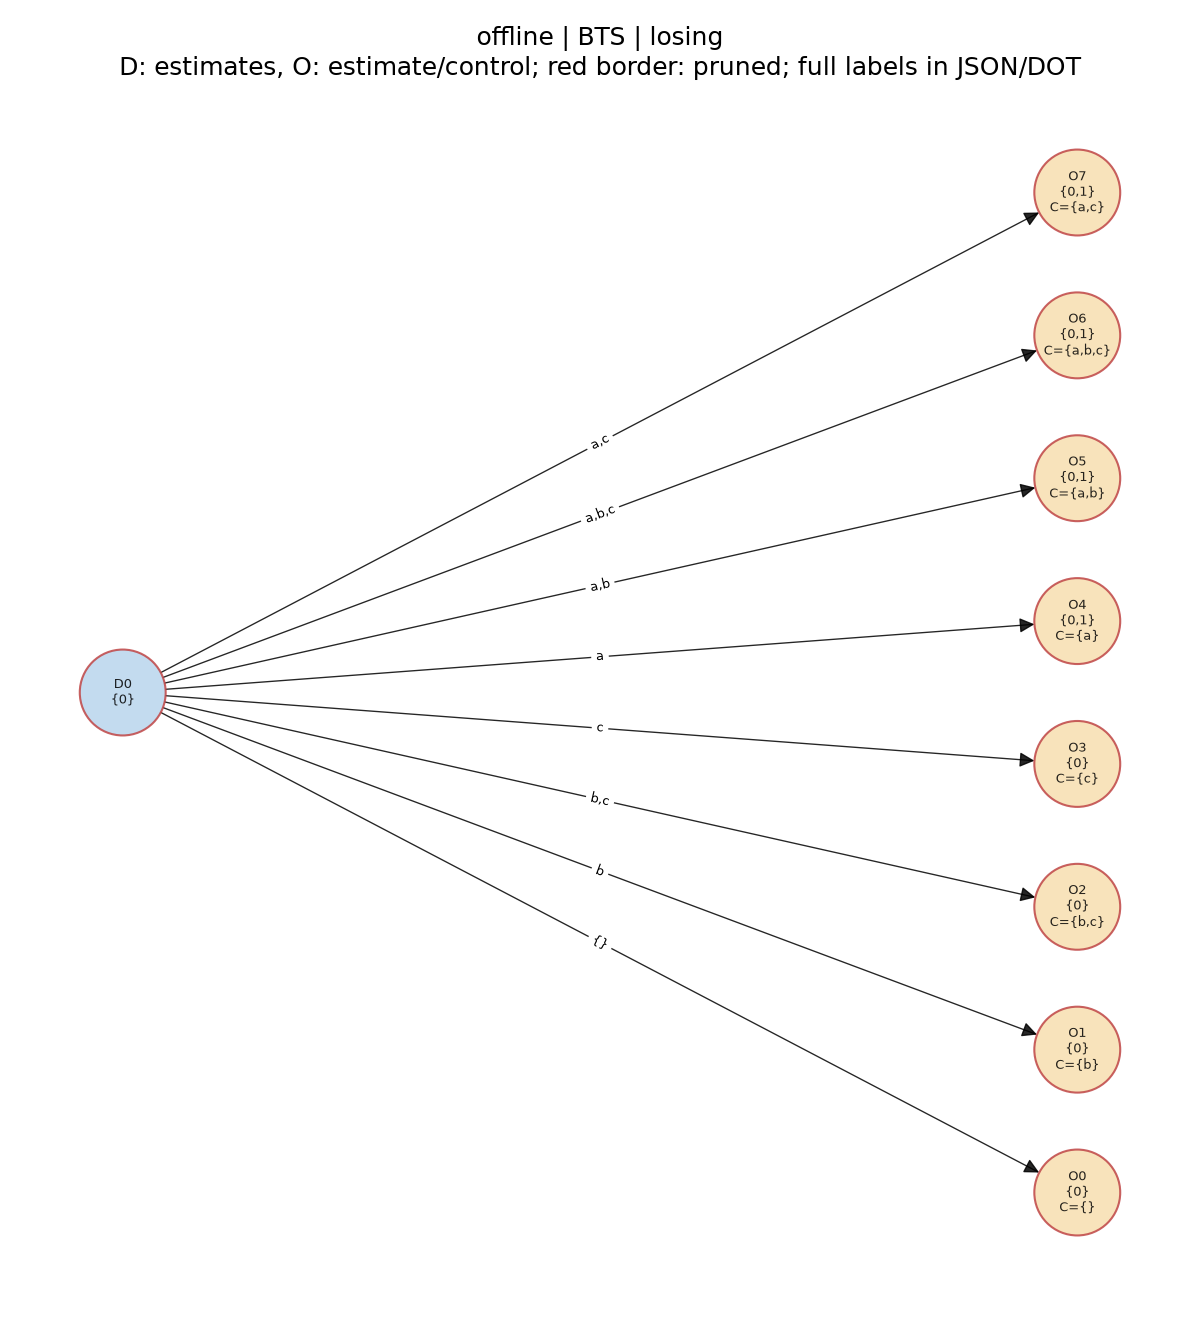 offline | BTS | losing
D: estimates, O: estimate/control; red border: pruned; full labels in JSON/DOT
O7
{0,1}
C={a,c}
O6
{0,1}
C={a,b,c}
a,c
O5
{0,1}
C={a,b}
a,b,c
a,b
O4
{0,1}
C={a}
a
D0
{0}
c
O3
{0}
C={c}
b,c
b
O2
{0}
C={b,c}
{}
O1
{0}
C={b}
O0
{0}
C={}